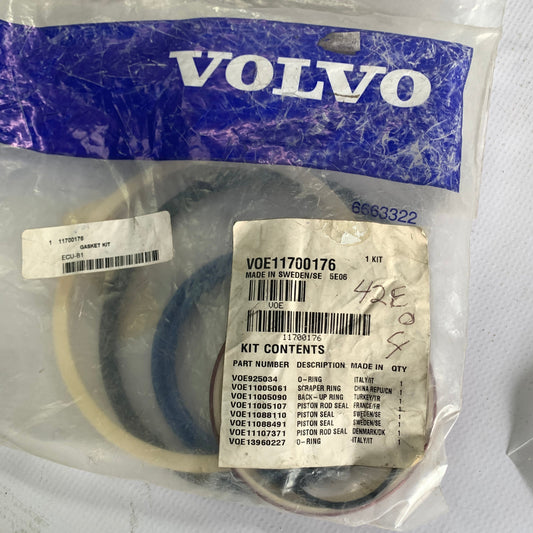 VOLVO
6663322
1 11700176
GASKET KIT
ECU-B1
VOE11700176 1 KIT
MADE IN SWEDEN/SE 5E06
VOE
11700176
42E
KIT CONTENTS
PART NUMBER DESCRIPTION MADE IN QTY
VOE925034 O-RING ITALY/IT 1
VOE11005061 SCRAPER RING CHINA REPU/CN 1
VOE11005090 BACK-UP RING TURKEY/TR 1
VOE11005107 PISTON ROD SEAL FRANCE/FR 1
VOE11088110 PISTON SEAL SWEDEN/SE 1
VOE11088491 PISTON SEAL SWEDEN/SE 1
VOE11107371 PISTON ROD SEAL DENMARK/DK 1
VOE13960227 O-RING ITALY/IT 1